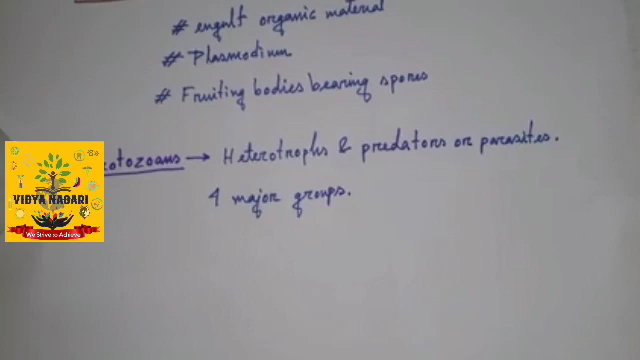 # engulf organic material
# Plasmodium
# Fruiting bodies bearing spores
otozoans → Heterotrophs & predators or parasites.
4 major groups.
VIDYA NAGARI
We Strive to Achieve